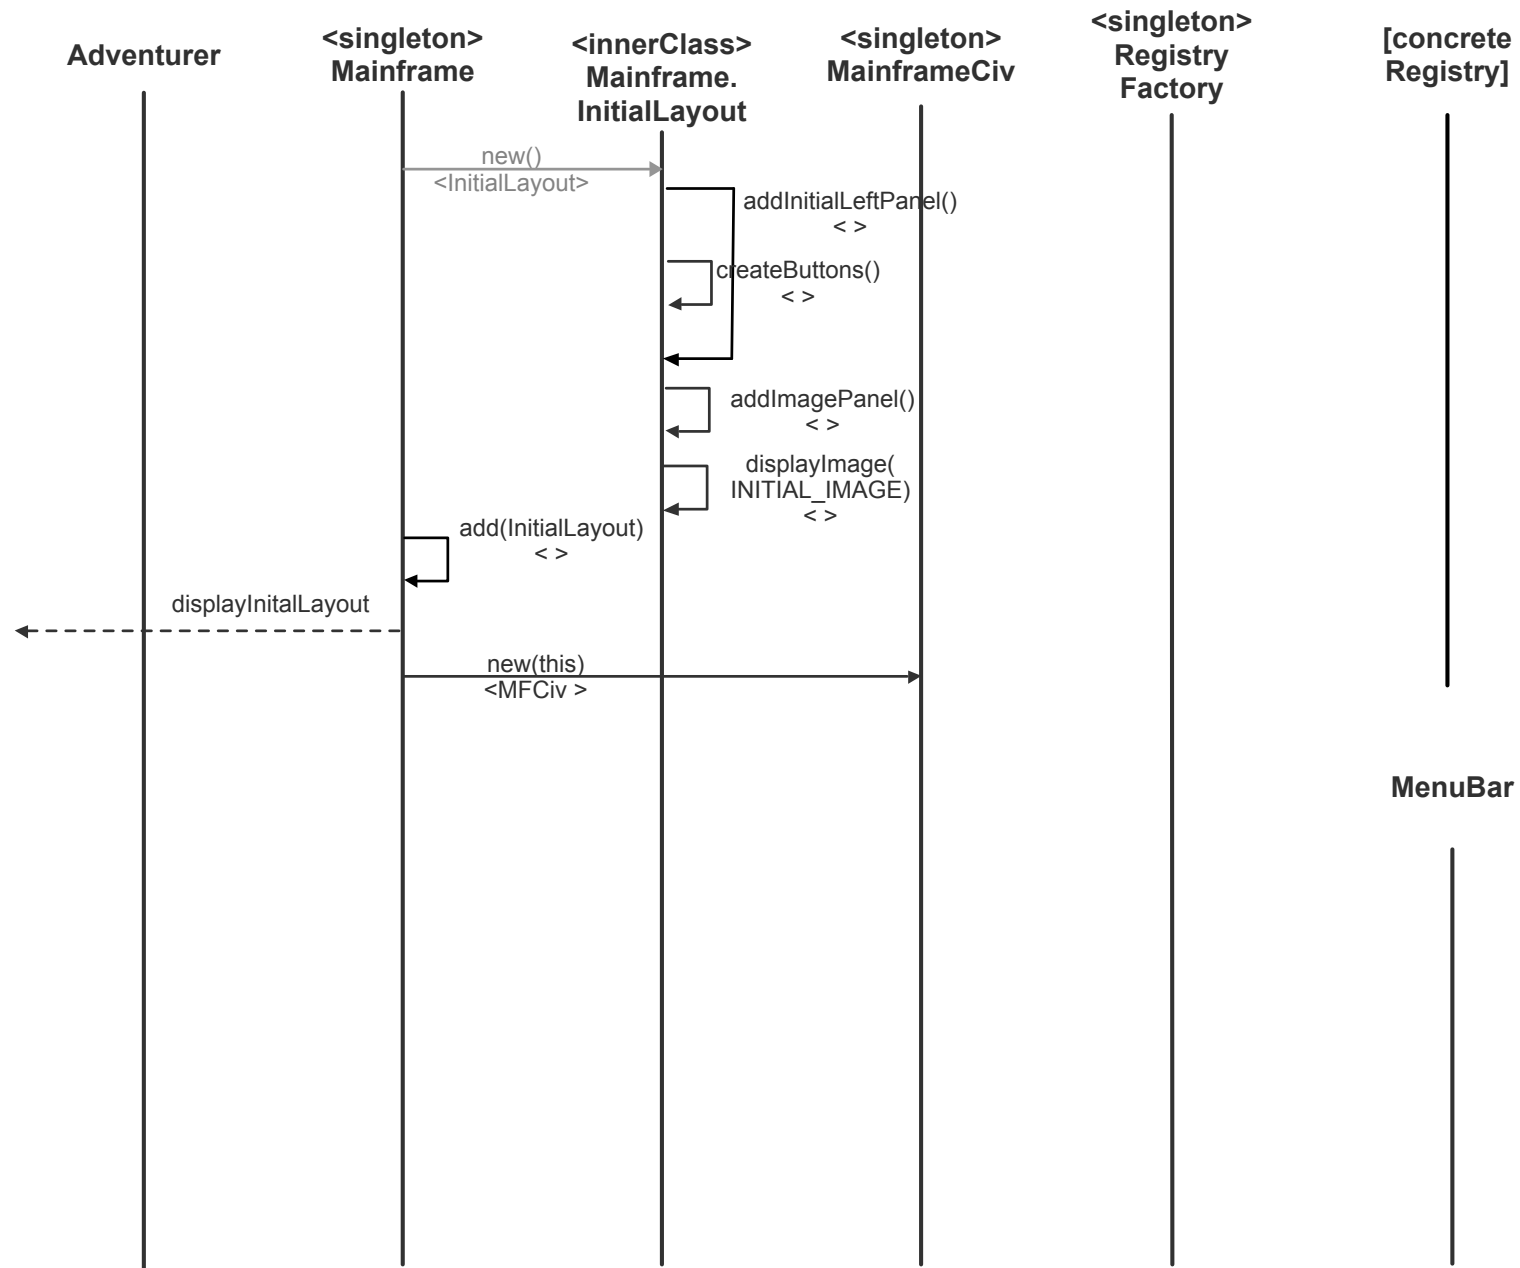 Adventurer
<singleton>
Mainframe
<innerClass>
Mainframe.
InitialLayout
<singleton>
MainframeCiv
<singleton>
Registry
Factory
[concrete
Registry]
new()
<InitialLayout>
addInitialLeftPanel()
< >
createButtons()
< >
addImagePanel()
< >
displayImage(
INITIAL_IMAGE)
< >
add(InitialLayout)
< >
displayInitalLayout
new(this)
<MFCiv >
MenuBar